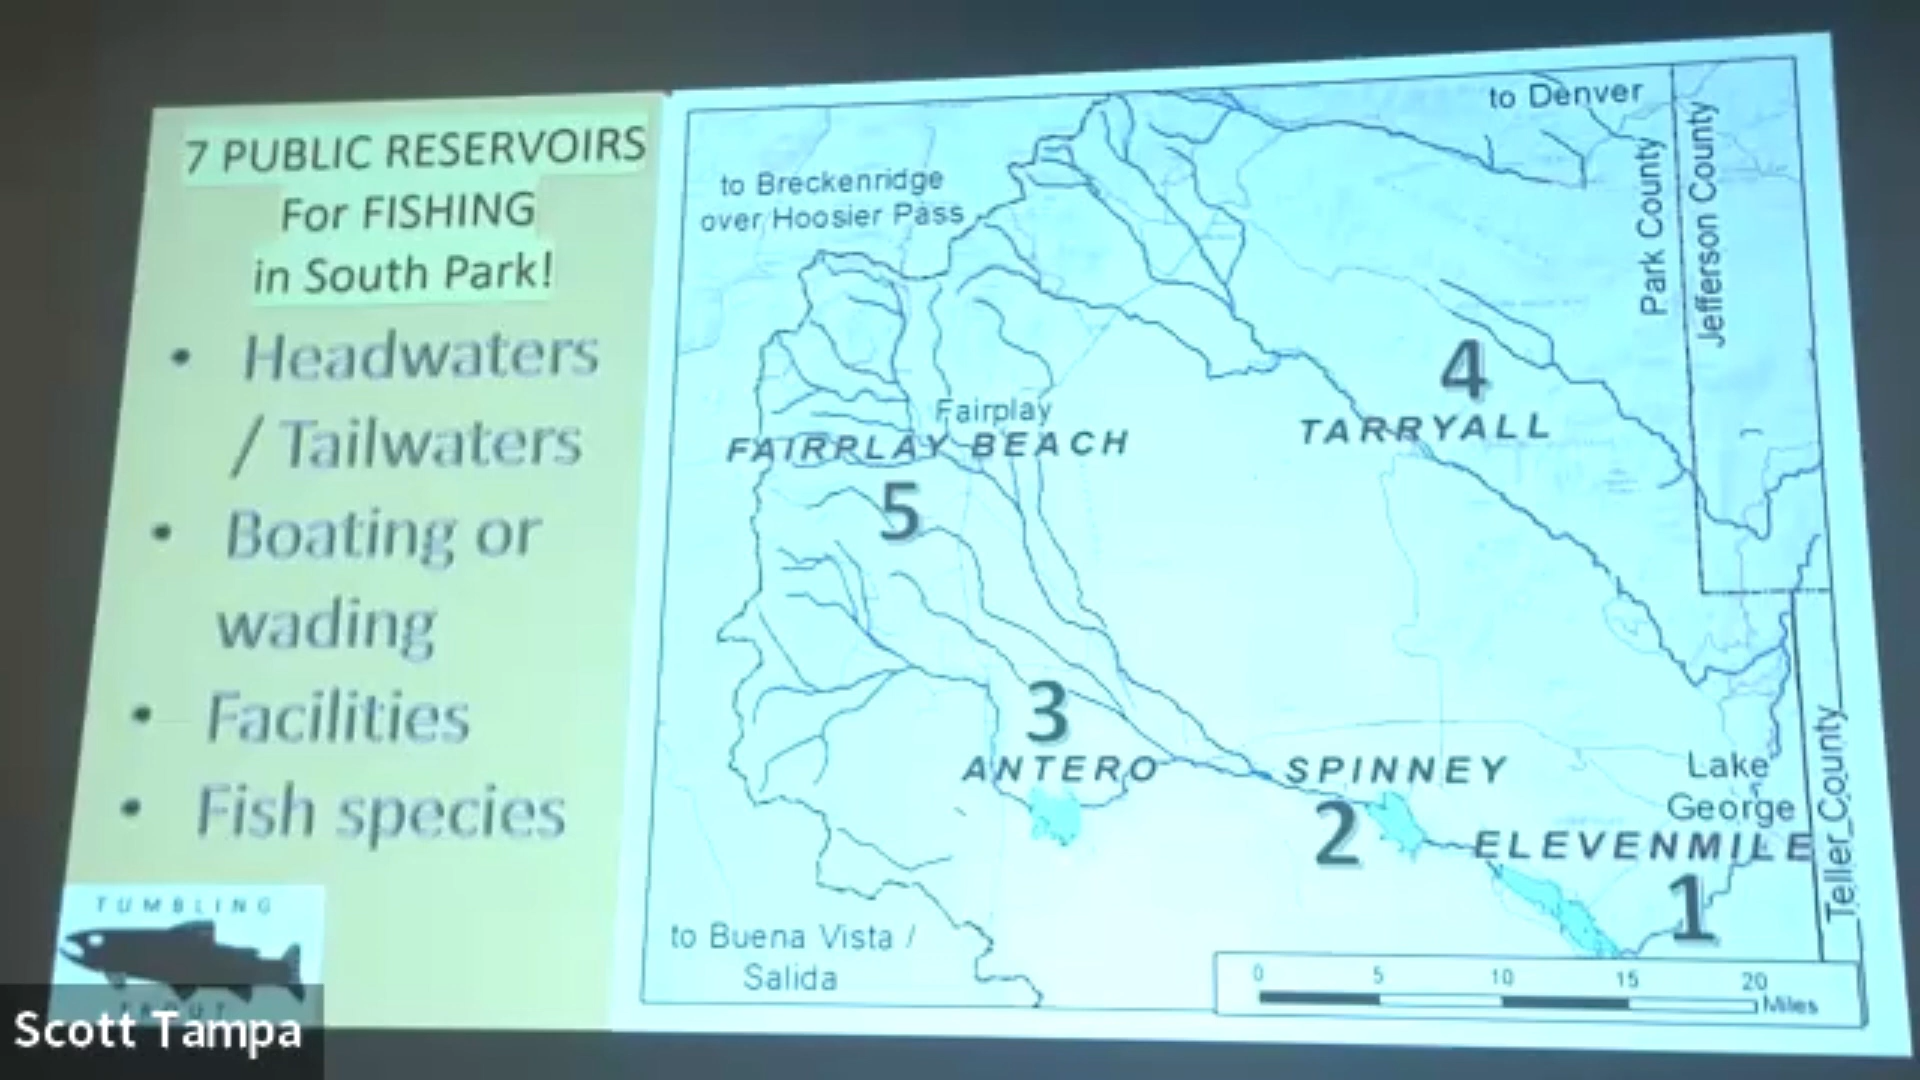 7 PUBLIC RESERVOIRS
For FISHING
in South Park!
• Headwaters
/ Tailwaters
• Boating or
wading
• Facilities
• Fish species
TUMBLING
TROUT
Scott Tampa
to Denver
to Breckenridge
over Hoosier Pass
Park County
Jefferson County
4
TARRYALL
Fairplay
FAIRPLAY BEACH
5
3
ANTERO
SPINNEY
2
Lake
George
ELEVENMILE
1
Teller County
to Buena Vista /
Salida
0 5 10 15 20
Miles